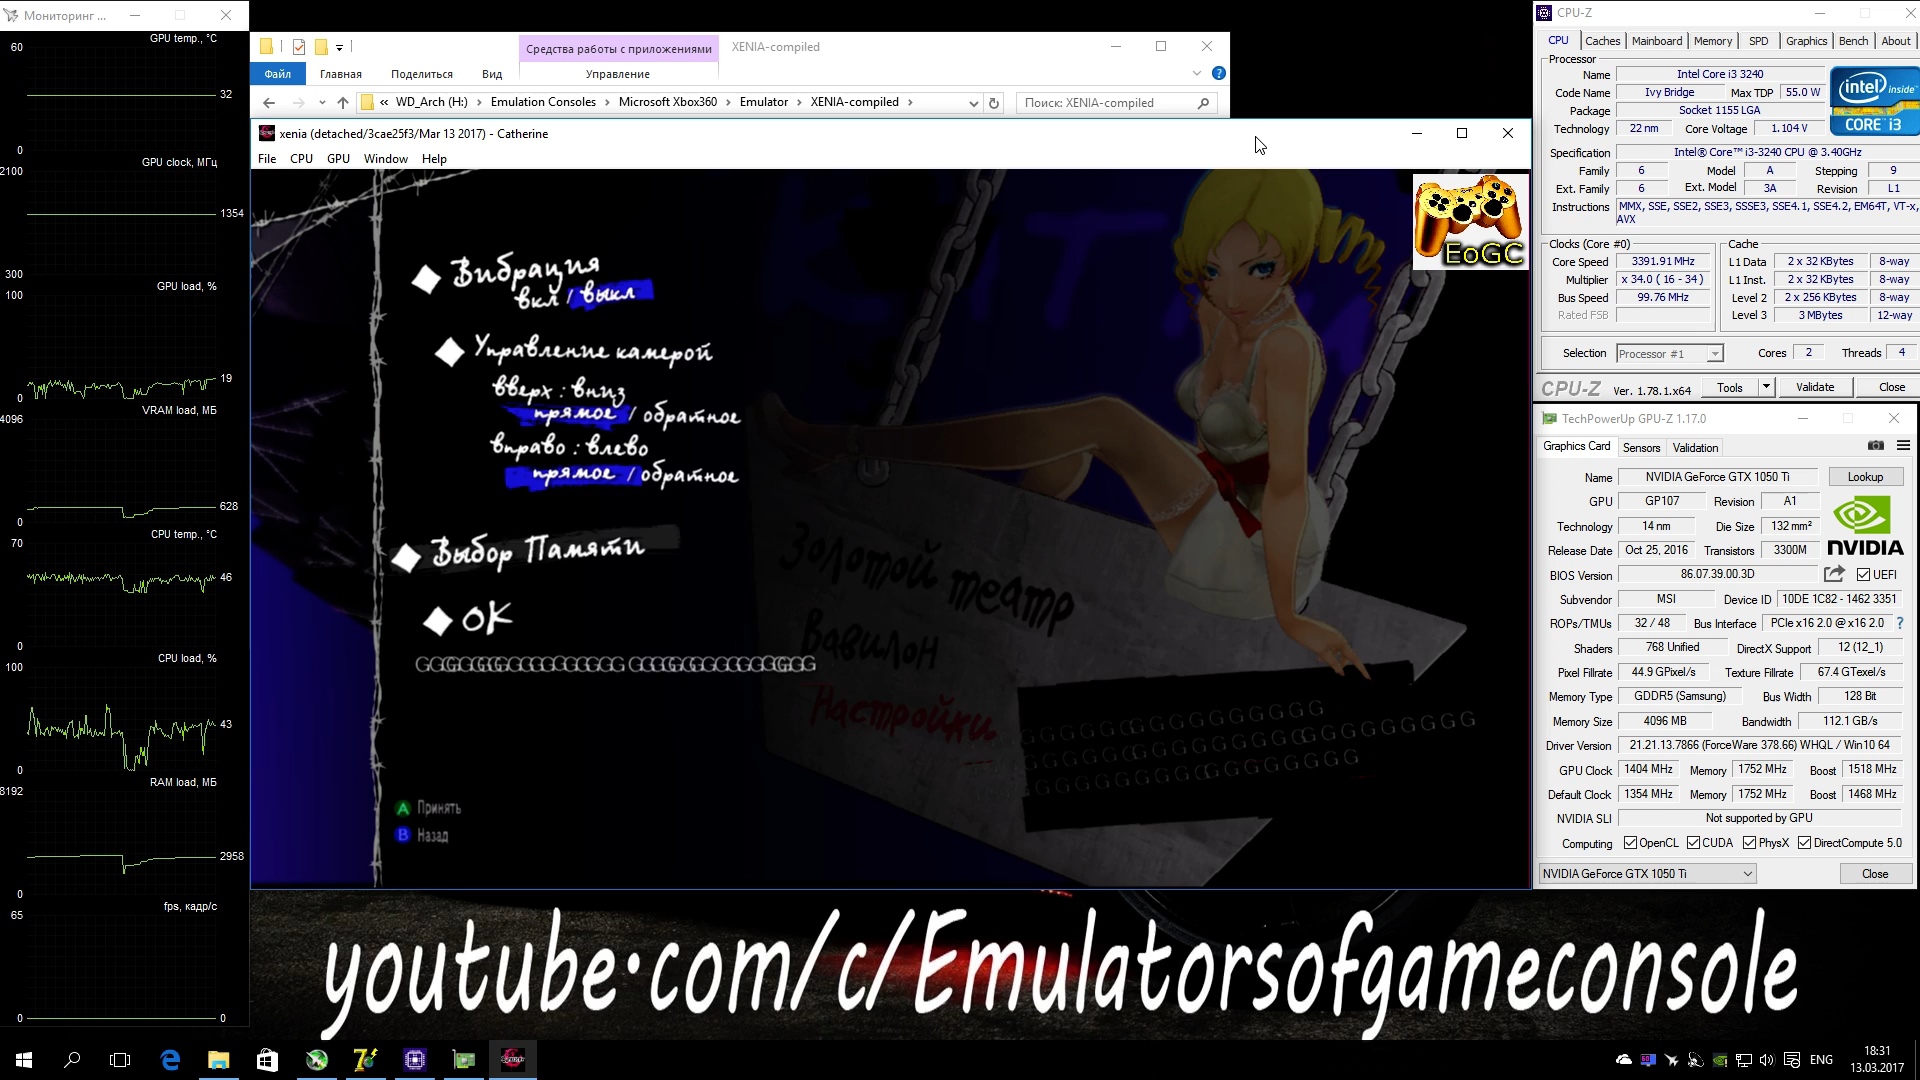 Мониторинг ...
GPU temp., °C
60
32
0
GPU clock, МГц
2100
1354
300
GPU load, %
100
19
0
VRAM load, МБ
4096
628
0
CPU temp., °C
70
46
0
CPU load, %
100
43
0
RAM load, МБ
8192
2958
0
fps, кадр/с
65
0
0
Средства работы с приложениями
XENIA-compiled
Файл
Главная
Поделиться
Вид
Управление
« WD_Arch (H:) › Emulation Consoles › Microsoft Xbox360 › Emulator › XENIA-compiled ›
Поиск: XENIA-compiled
xenia (detached/3cae25f3/Mar 13 2017) - Catherine
File CPU GPU Window Help
EoGC
Вибрация
вкл / выкл
Управление камерой
вверх : вниз
прямое / обратное
вправо : влево
прямое / обратное
Выбор Памяти
ОК
Золотой театр
Вавилон
Настройки
A Принять
B Назад
CPU-Z
CPU Caches Mainboard Memory SPD Graphics Bench About
Processor
Name Intel Core i3 3240
Code Name Ivy Bridge Max TDP 55.0 W
Package Socket 1155 LGA
Technology 22 nm Core Voltage 1.104 V
intel inside™
CORE i3
Specification Intel® Core™ i3-3240 CPU @ 3.40GHz
Family 6 Model A Stepping 9
Ext. Family 6 Ext. Model 3A Revision L1
Instructions MMX, SSE, SSE2, SSE3, SSSE3, SSE4.1, SSE4.2, EM64T, VT-x,
AVX
Clocks (Core #0)
Core Speed 3391.91 MHz
Multiplier x 34.0 ( 16 - 34 )
Bus Speed 99.76 MHz
Rated FSB
Cache
L1 Data 2 x 32 KBytes 8-way
L1 Inst. 2 x 32 KBytes 8-way
Level 2 2 x 256 KBytes 8-way
Level 3 3 MBytes 12-way
Selection Processor #1 Cores 2 Threads 4
CPU-Z Ver. 1.78.1.x64 Tools Validate Close
TechPowerUp GPU-Z 1.17.0
Graphics Card Sensors Validation
Name NVIDIA GeForce GTX 1050 Ti Lookup
GPU GP107 Revision A1
Technology 14 nm Die Size 132 mm²
Release Date Oct 25, 2016 Transistors 3300M
NVIDIA
BIOS Version 86.07.39.00.3D UEFI
Subvendor MSI Device ID 10DE 1C82 - 1462 3351
ROPs/TMUs 32 / 48 Bus Interface PCIe x16 2.0 @ x16 2.0 ?
Shaders 768 Unified DirectX Support 12 (12_1)
Pixel Fillrate 44.9 GPixel/s Texture Fillrate 67.4 GTexel/s
Memory Type GDDR5 (Samsung) Bus Width 128 Bit
Memory Size 4096 MB Bandwidth 112.1 GB/s
Driver Version 21.21.13.7866 (ForceWare 378.66) WHQL / Win10 64
GPU Clock 1404 MHz Memory 1752 MHz Boost 1518 MHz
Default Clock 1354 MHz Memory 1752 MHz Boost 1468 MHz
NVIDIA SLI Not supported by GPU
Computing OpenCL CUDA PhysX DirectCompute 5.0
NVIDIA GeForce GTX 1050 Ti Close
youtube.com/c/Emulatorsofgameconsole
ENG
18:31
13.03.2017